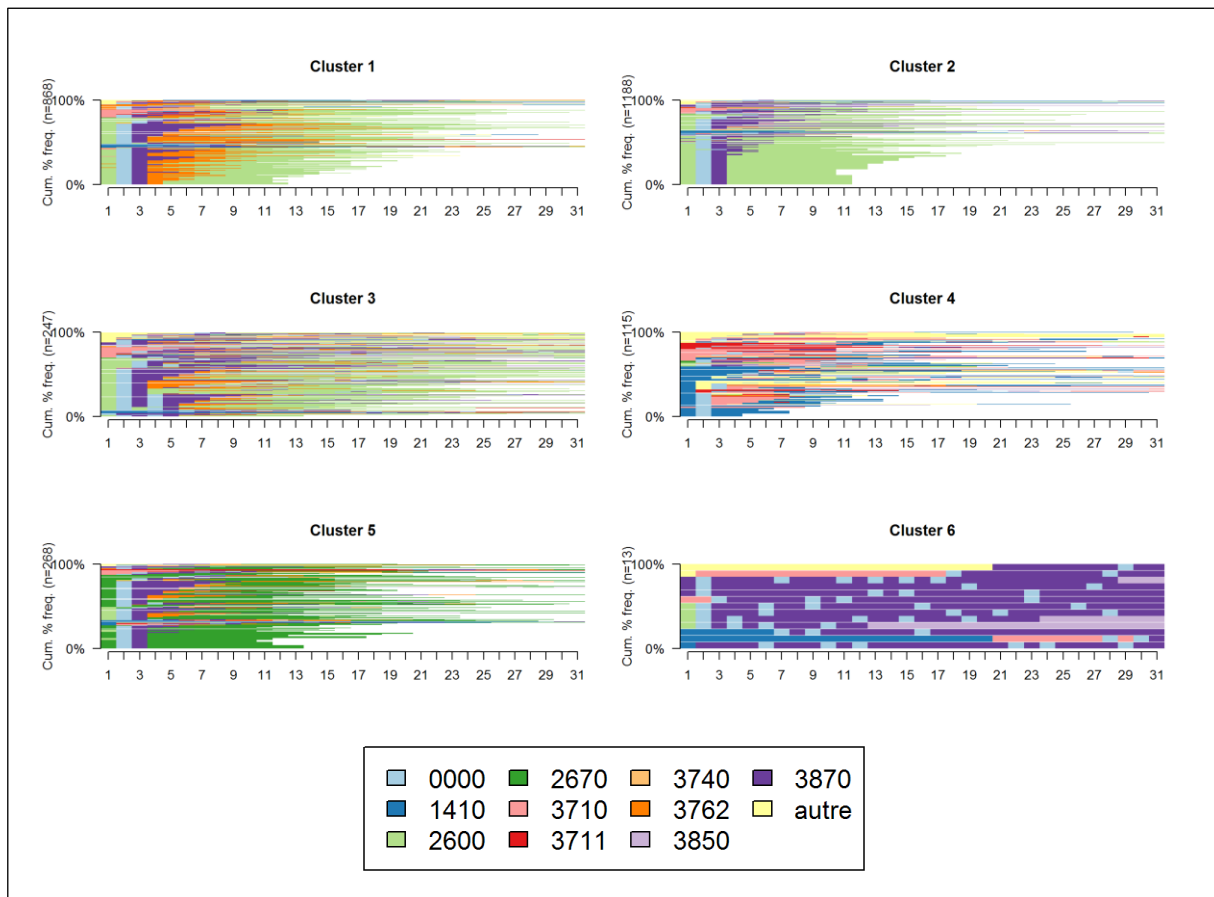 Cluster 1
Cum. % freq. (n=868)
100%
0%
1 3 5 7 9 11 13 15 17 19 21 23 25 27 29 31
Cluster 2
Cum. % freq. (n=1188)
100%
0%
1 3 5 7 9 11 13 15 17 19 21 23 25 27 29 31
Cluster 3
Cum. % freq. (n=247)
100%
0%
1 3 5 7 9 11 13 15 17 19 21 23 25 27 29 31
Cluster 4
Cum. % freq. (n=115)
100%
0%
1 3 5 7 9 11 13 15 17 19 21 23 25 27 29 31
Cluster 5
Cum. % freq. (n=268)
100%
0%
1 3 5 7 9 11 13 15 17 19 21 23 25 27 29 31
Cluster 6
Cum. % freq. (n=13)
100%
0%
1 3 5 7 9 11 13 15 17 19 21 23 25 27 29 31
0000 2670 3740 3870
1410 3710 3762 autre
2600 3711 3850